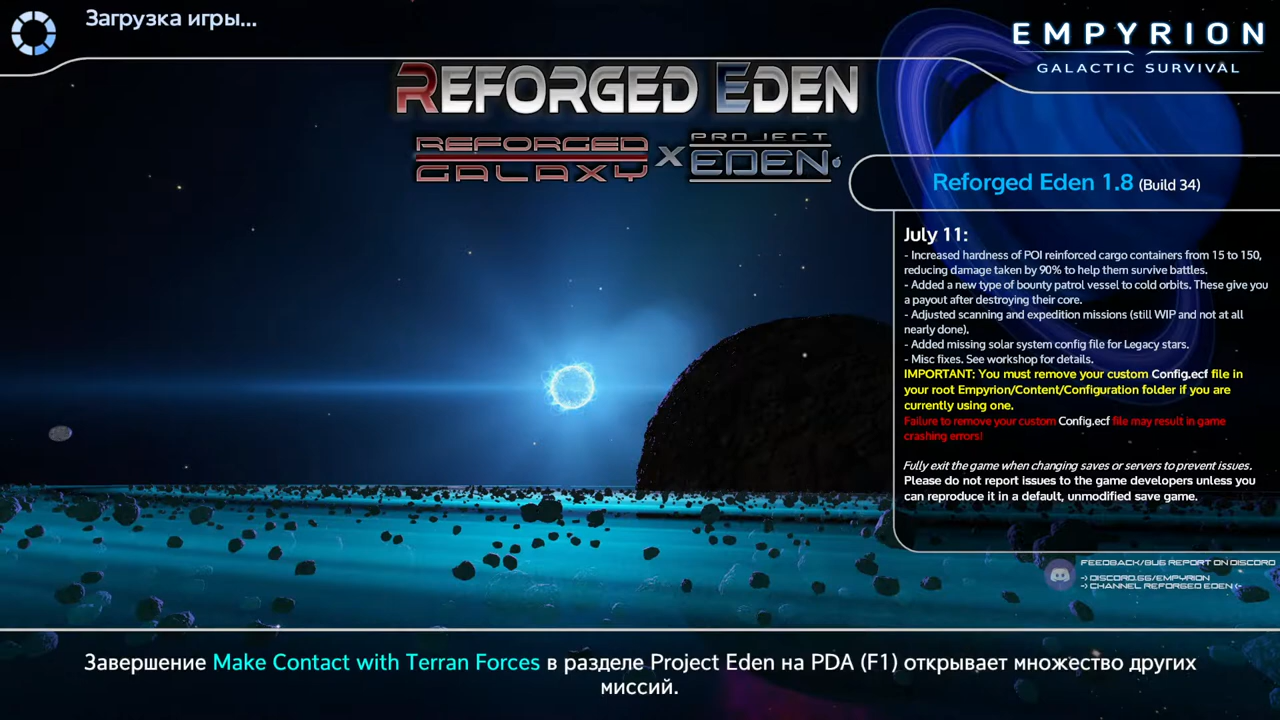 Загрузка игры...
EMPYRION
GALACTIC SURVIVAL
REFORGED EDEN
REFORGED GALAXY X PROJECT EDEN
Reforged Eden 1.8 (Build 34)
July 11:
- Increased hardness of POI reinforced cargo containers from 15 to 150,
reducing damage taken by 90% to help them survive battles.
- Added a new type of bounty patrol vessel to cold orbits. These give you
a payout after destroying their core.
- Adjusted scanning and expedition missions (still WIP and not at all
nearly done).
- Added missing solar system config file for Legacy stars.
- Misc fixes. See workshop for details.
IMPORTANT: You must remove your custom Config.ecf file in
your root Empyrion/Content/Configuration folder if you are
currently using one.
Failure to remove your custom Config.ecf file may result in game
crashing errors!
Fully exit the game when changing saves or servers to prevent issues.
Please do not report issues to the game developers unless you
can reproduce it in a default, unmodified save game.
FEEDBACK/BUG REPORT ON DISCORD
-> DISCORD.GG/EMPYRION
-> CHANNEL REFORGED EDEN <-
Завершение Make Contact with Terran Forces в разделе Project Eden на PDA (F1) открывает множество других
миссий.